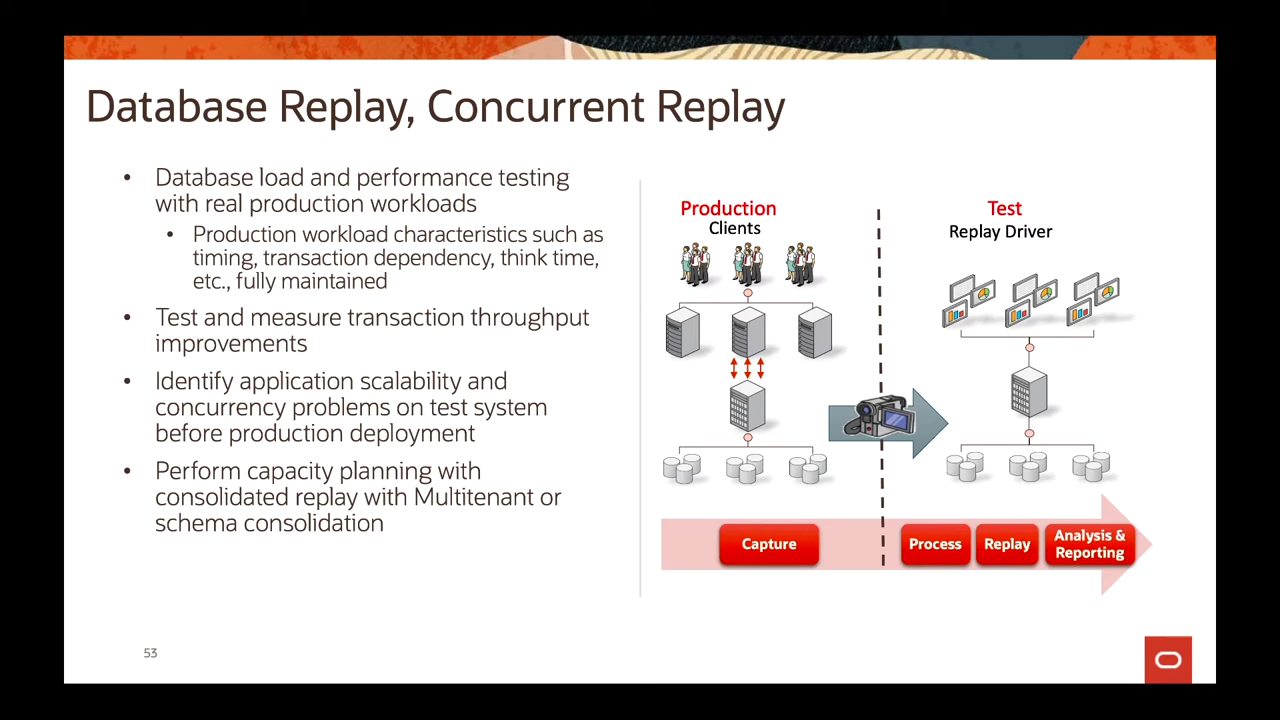 Database Replay, Concurrent Replay
• Database load and performance testing
with real production workloads
• Production workload characteristics such as
timing, transaction dependency, think time,
etc., fully maintained
• Test and measure transaction throughput
improvements
• Identify application scalability and
concurrency problems on test system
before production deployment
• Perform capacity planning with
consolidated replay with Multitenant or
schema consolidation
Production
Clients
Test
Replay Driver
Capture
Process
Replay
Analysis &
Reporting
53